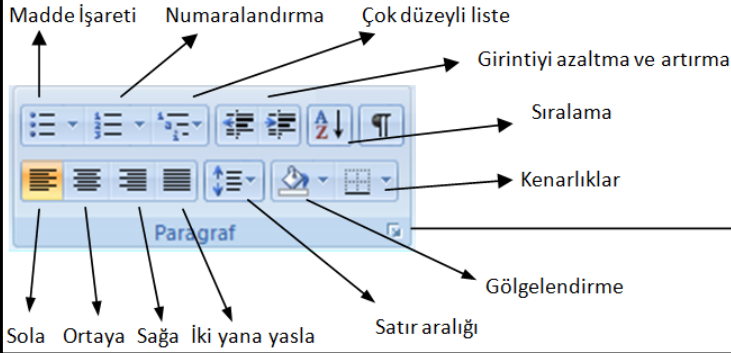 Madde İşareti Numaralandırma Çok düzeyli liste
Girintiyi azaltma ve artırma
Sıralama
Kenarlıklar
Paragraf
Gölgelendirme
Satır aralığı
Sola Ortaya Sağa İki yana yasla